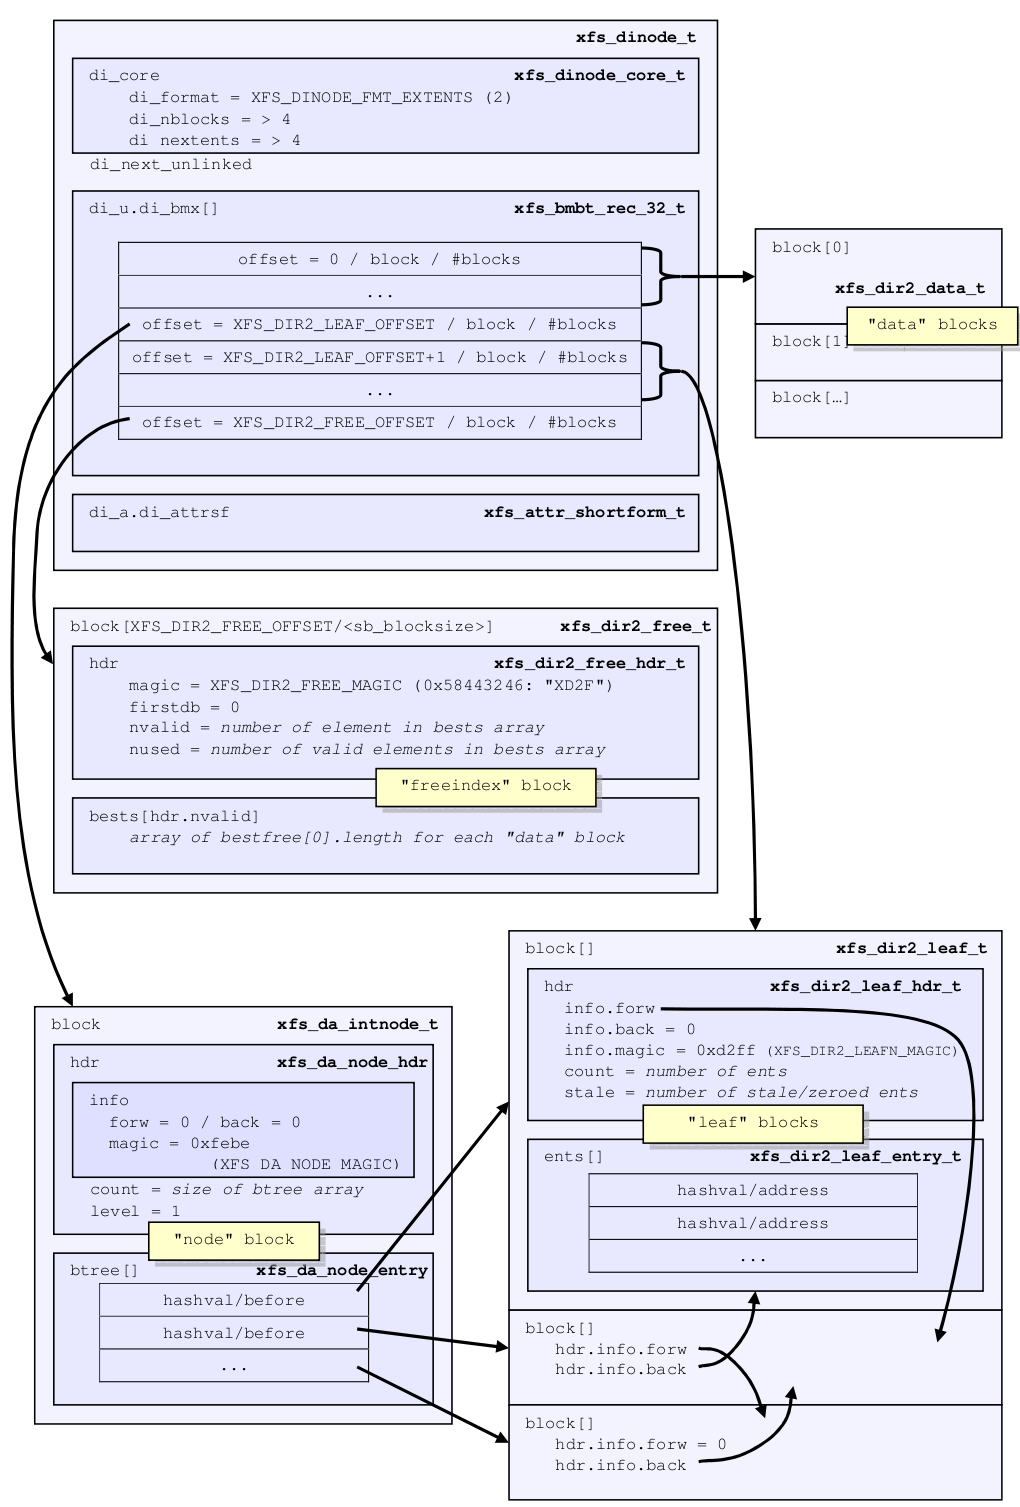 xfs_dinode_t
di_core xfs_dinode_core_t
di_format = XFS_DINODE_FMT_EXTENTS (2)
di_nblocks = > 4
di nextents = > 4
di_next_unlinked
di_u.di_bmx[] xfs_bmbt_rec_32_t
offset = 0 / block / #blocks
...
offset = XFS_DIR2_LEAF_OFFSET / block / #blocks
offset = XFS_DIR2_LEAF_OFFSET+1 / block / #blocks
...
offset = XFS_DIR2_FREE_OFFSET / block / #blocks
di_a.di_attrsf xfs_attr_shortform_t
block[0]
xfs_dir2_data_t
"data" blocks
block[1]
block[…]
block[XFS_DIR2_FREE_OFFSET/<sb_blocksize>] xfs_dir2_free_t
hdr xfs_dir2_free_hdr_t
magic = XFS_DIR2_FREE_MAGIC (0x58443246: "XD2F")
firstdb = 0
nvalid = number of element in bests array
nused = number of valid elements in bests array
"freeindex" block
bests[hdr.nvalid]
array of bestfree[0].length for each "data" block
block xfs_da_intnode_t
hdr xfs_da_node_hdr
info
forw = 0 / back = 0
magic = 0xfebe
(XFS DA NODE MAGIC)
count = size of btree array
level = 1
"node" block
btree[] xfs_da_node_entry
hashval/before
hashval/before
...
block[] xfs_dir2_leaf_t
hdr xfs_dir2_leaf_hdr_t
info.forw
info.back = 0
info.magic = 0xd2ff (XFS_DIR2_LEAFN_MAGIC)
count = number of ents
stale = number of stale/zeroed ents
"leaf" blocks
ents[] xfs_dir2_leaf_entry_t
hashval/address
hashval/address
...
block[]
hdr.info.forw
hdr.info.back
block[]
hdr.info.forw = 0
hdr.info.back